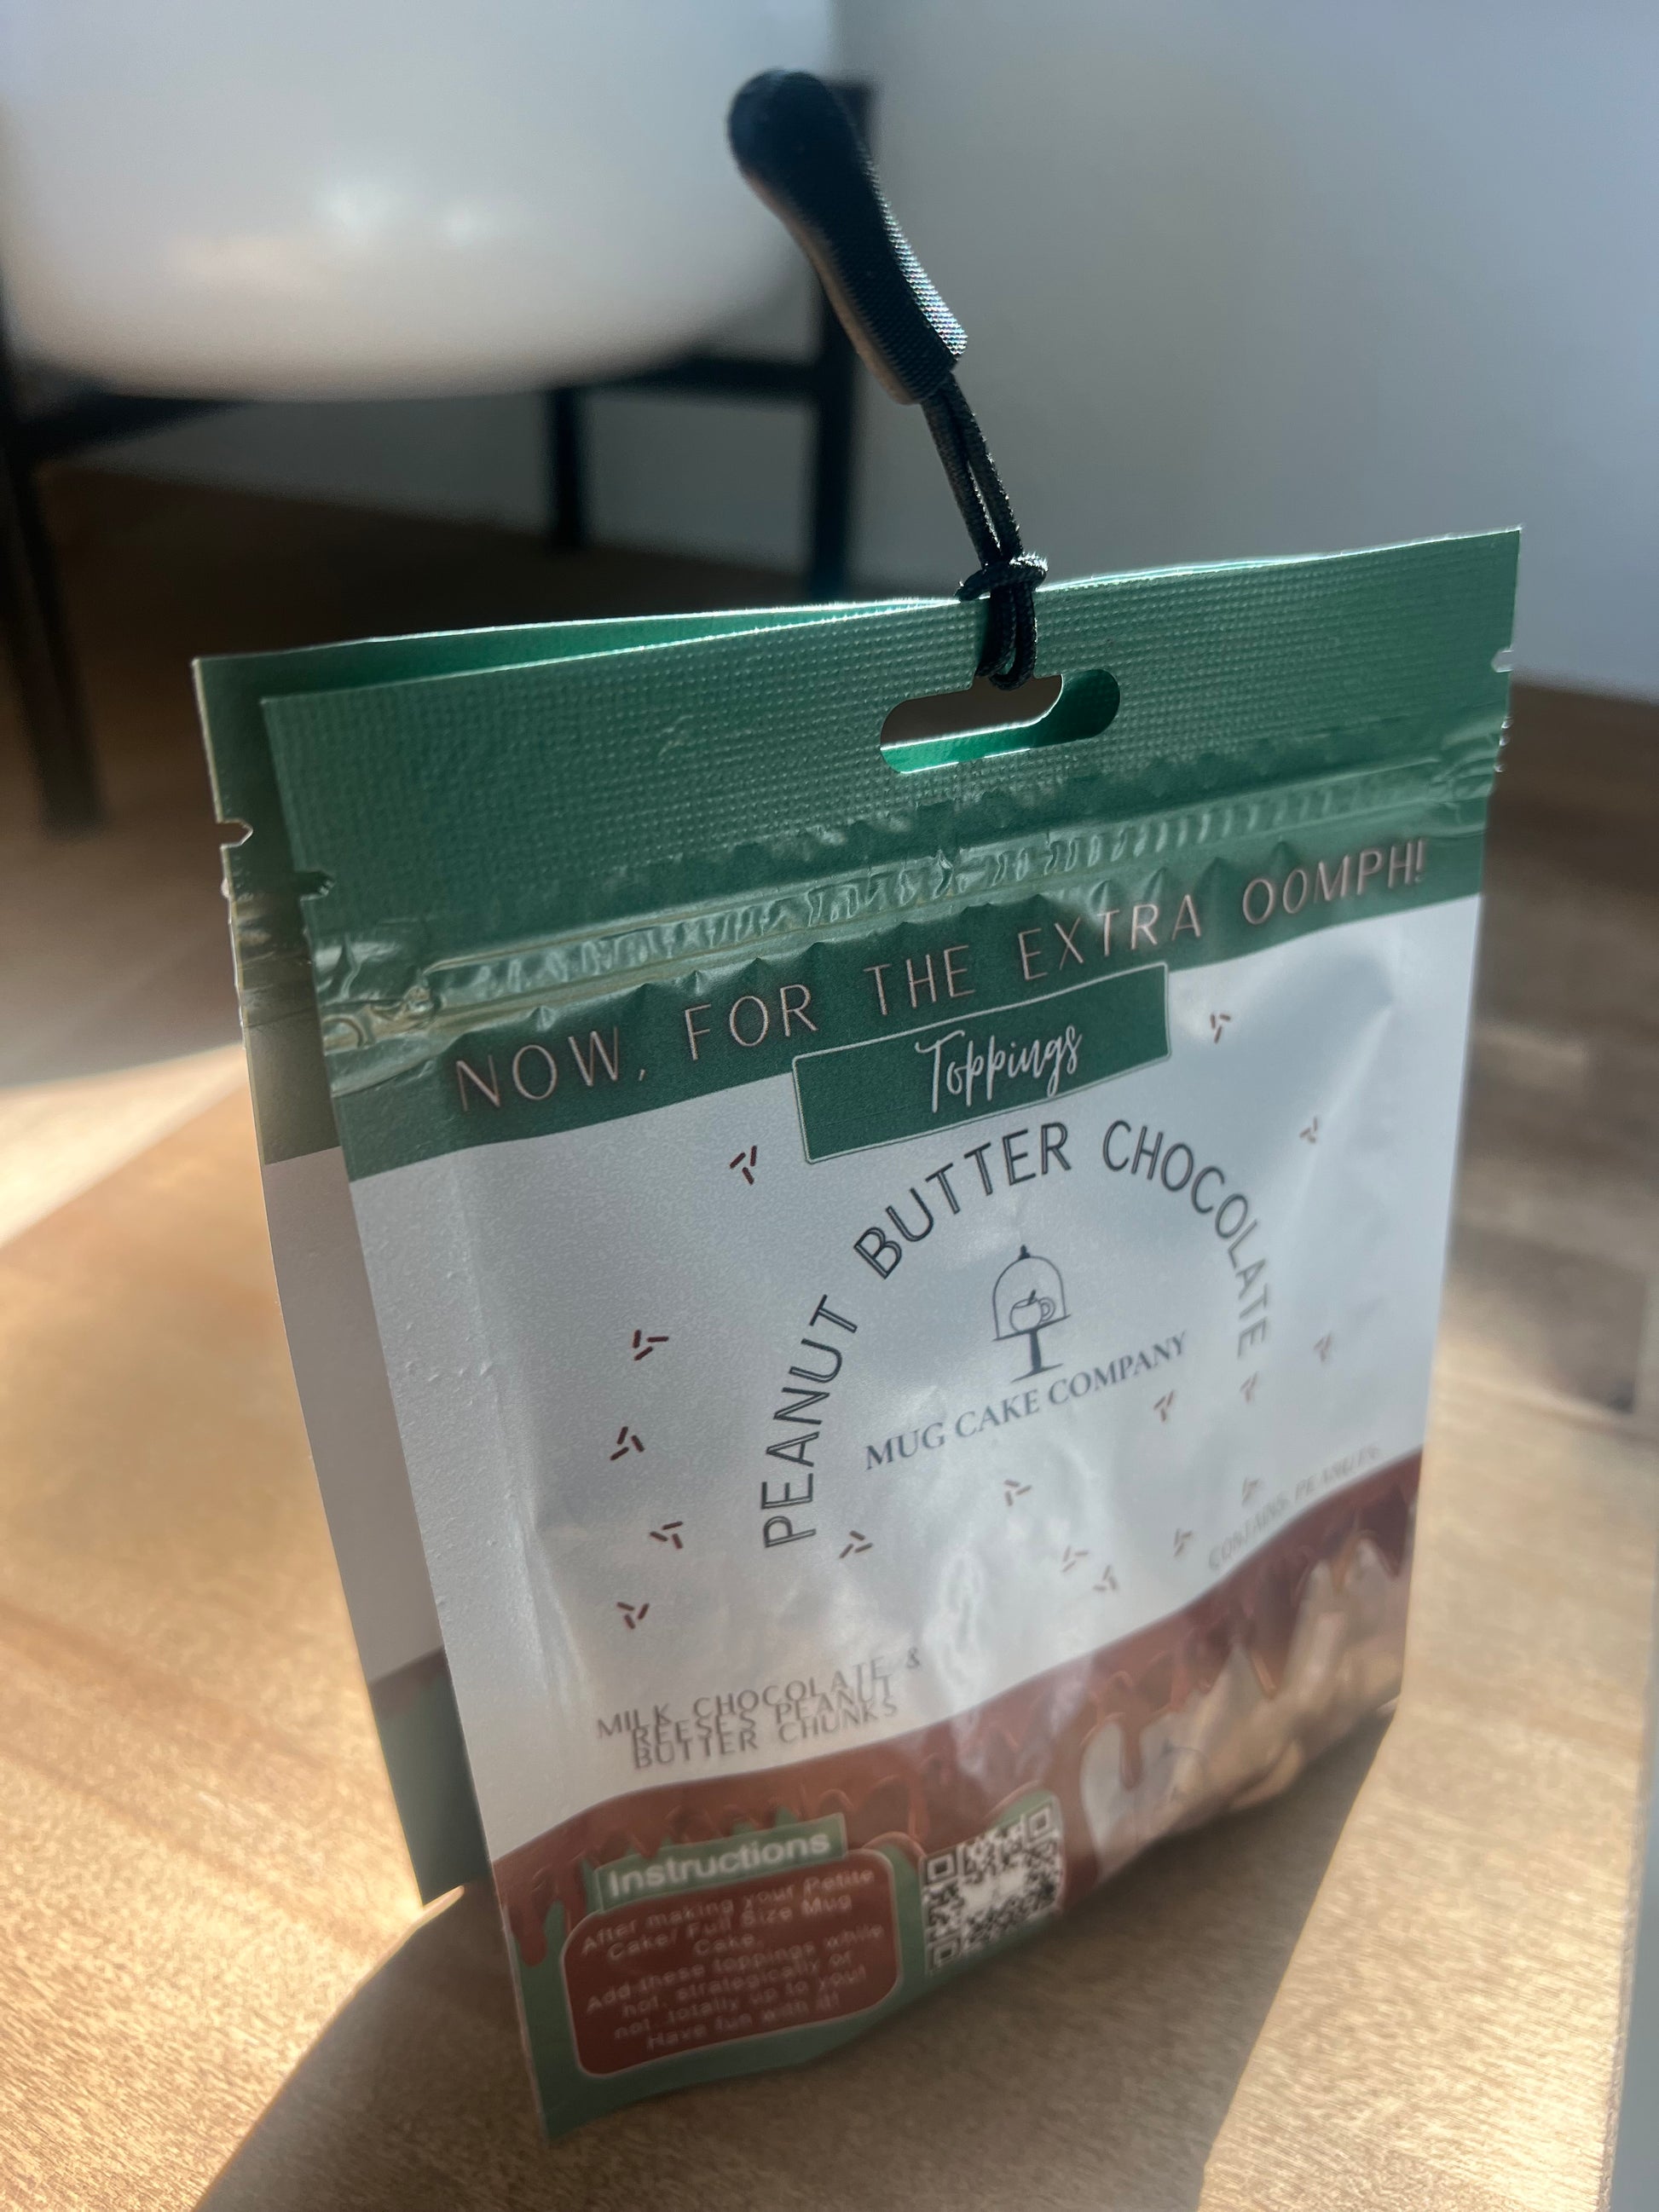 NOW, FOR THE EXTRA OOMPH!
Toppings
PEANUT BUTTER CHOCOLATE
MUG CAKE COMPANY
CONTAINS: PEANUTS
MILK CHOCOLATE &
REESES PEANUT
BUTTER CHUNKS
Instructions
After making your Petite
Cake/ Full Size Mug
Cake.
Add these toppings while
hot, strategically or
not, totally up to you!
Have fun with it!